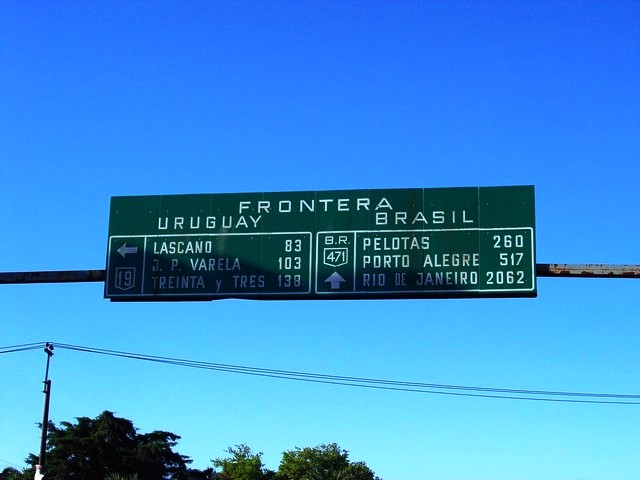 FRONTERA
URUGUAY BRASIL
19
LASCANO 83
J. P. VARELA 103
TREINTA y TRES 138
B.R.
471
PELOTAS 260
PORTO ALEGRE 517
RIO DE JANEIRO 2062